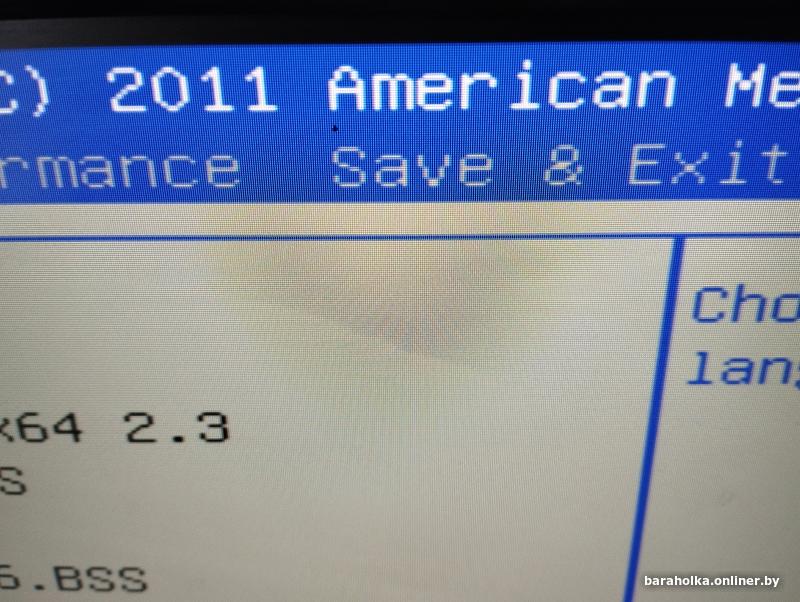 C) 2011 American Me
rmance Save & Exit
Cho
lang
x64 2.3
S
6.BSS
baraholka.onliner.by